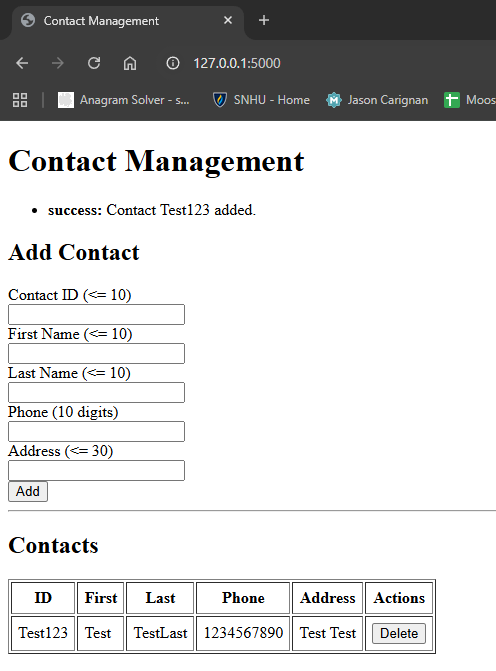 Contact Management
127.0.0.1:5000
Anagram Solver - s... SNHU - Home Jason Carignan Moos
Contact Management
success: Contact Test123 added.
Add Contact
Contact ID (<= 10)
First Name (<= 10)
Last Name (<= 10)
Phone (10 digits)
Address (<= 30)
Add
Contacts
ID First Last Phone Address Actions
Test123 Test TestLast 1234567890 Test Test Delete